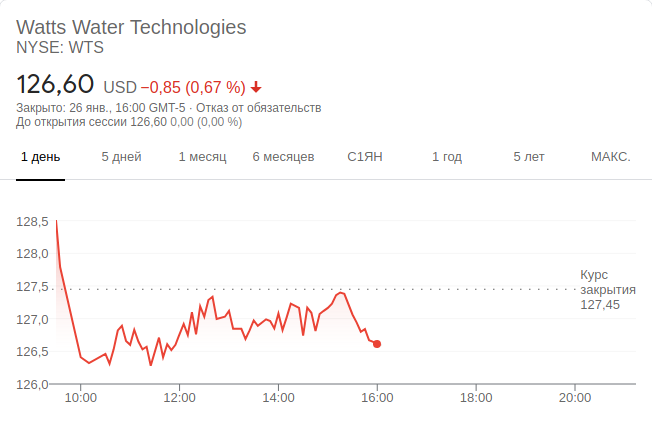 Watts Water Technologies
NYSE: WTS
126,60 USD −0,85 (0,67 %)
Закрыто: 26 янв., 16:00 GMT-5 · Отказ от обязательств
До открытия сессии 126,60 0,00 (0,00 %)
1 день 5 дней 1 месяц 6 месяцев С1ЯН 1 год 5 лет МАКС.
128,5
128,0
127,5
127,0
126,5
126,0
Курс
закрытия
127,45
10:00 12:00 14:00 16:00 18:00 20:00